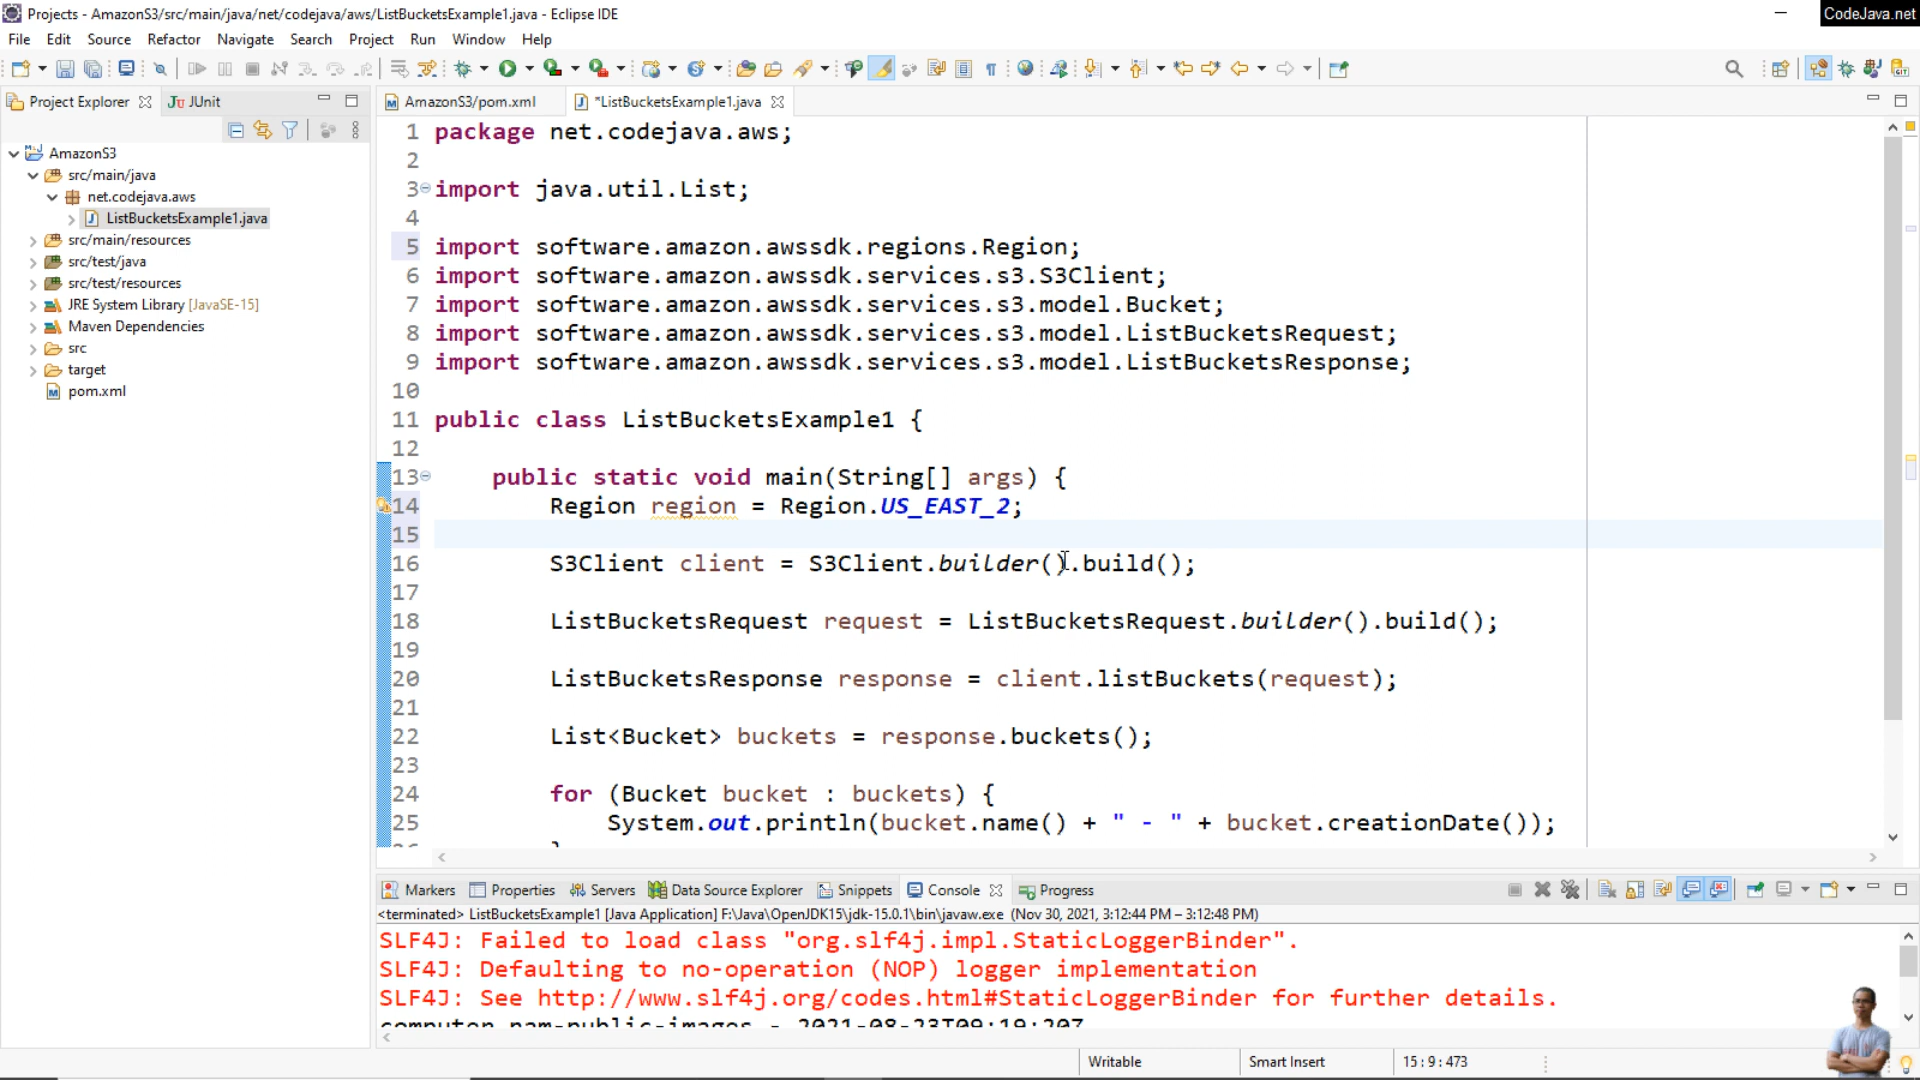 Projects - AmazonS3/src/main/java/net/codejava/aws/ListBucketsExample1.java - Eclipse IDE
CodeJava.net
File Edit Source Refactor Navigate Search Project Run Window Help
Project Explorer JUnit
AmazonS3/pom.xml *ListBucketsExample1.java
AmazonS3
src/main/java
net.codejava.aws
ListBucketsExample1.java
src/main/resources
src/test/java
src/test/resources
JRE System Library [JavaSE-15]
Maven Dependencies
src
target
pom.xml
1 package net.codejava.aws;
2
3 import java.util.List;
4
5 import software.amazon.awssdk.regions.Region;
6 import software.amazon.awssdk.services.s3.S3Client;
7 import software.amazon.awssdk.services.s3.model.Bucket;
8 import software.amazon.awssdk.services.s3.model.ListBucketsRequest;
9 import software.amazon.awssdk.services.s3.model.ListBucketsResponse;
10
11 public class ListBucketsExample1 {
12
13 public static void main(String[] args) {
14 Region region = Region.US_EAST_2;
15
16 S3Client client = S3Client.builder().build();
17
18 ListBucketsRequest request = ListBucketsRequest.builder().build();
19
20 ListBucketsResponse response = client.listBuckets(request);
21
22 List<Bucket> buckets = response.buckets();
23
24 for (Bucket bucket : buckets) {
25 System.out.println(bucket.name() + " - " + bucket.creationDate());
Markers Properties Servers Data Source Explorer Snippets Console Progress
<terminated> ListBucketsExample1 [Java Application] F:\Java\OpenJDK15\jdk-15.0.1\bin\javaw.exe (Nov 30, 2021, 3:12:44 PM – 3:12:48 PM)
SLF4J: Failed to load class "org.slf4j.impl.StaticLoggerBinder".
SLF4J: Defaulting to no-operation (NOP) logger implementation
SLF4J: See http://www.slf4j.org/codes.html#StaticLoggerBinder for further details.
Writable Smart Insert 15 : 9 : 473